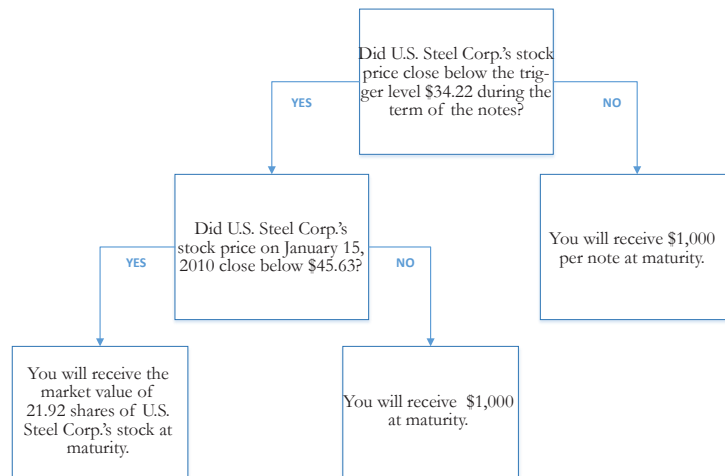 Did U.S. Steel Corp.'s stock
price close below the trig-
ger level $34.22 during the
term of the notes?
YES
NO
Did U.S. Steel Corp.'s
stock price on January 15,
2010 close below $45.63?
You will receive $1,000
per note at maturity.
YES
NO
You will receive the
market value of
21.92 shares of U.S.
Steel Corp.'s stock at
maturity.
You will receive $1,000
at maturity.